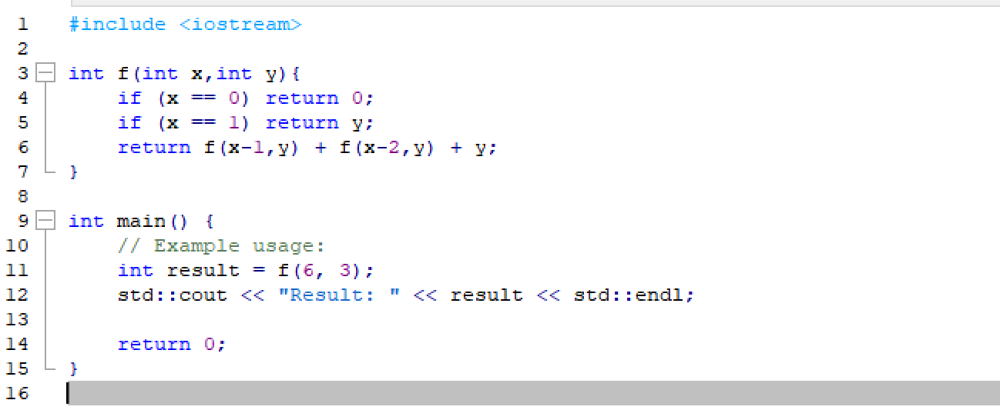 1 #include <iostream>
2
3 int f(int x,int y){
4 if (x == 0) return 0;
5 if (x == 1) return y;
6 return f(x-1,y) + f(x-2,y) + y;
7 }
8
9 int main() {
10 // Example usage:
11 int result = f(6, 3);
12 std::cout << "Result: " << result << std::endl;
13
14 return 0;
15 }
16